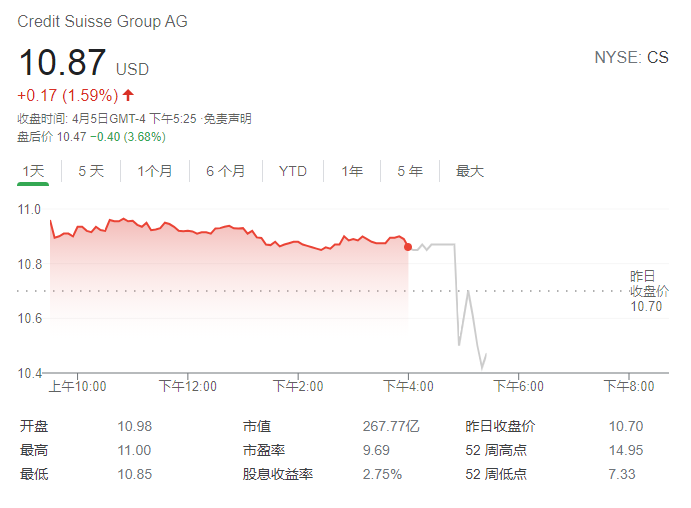 Credit Suisse Group AG
10.87 USD
NYSE: CS
+0.17 (1.59%)
收盘时间: 4月5日GMT-4 下午5:25 ·免责声明
盘后价 10.47 −0.40 (3.68%)
1天 5 天 1个月 6 个月 YTD 1年 5 年 最大
11.0
10.8
昨日
收盘价
10.70
10.6
10.4
上午10:00 下午12:00 下午2:00 下午4:00 下午6:00 下午8:00
开盘 10.98 市值 267.77亿 昨日收盘价 10.70
最高 11.00 市盈率 9.69 52 周高点 14.95
最低 10.85 股息收益率 2.75% 52 周低点 7.33